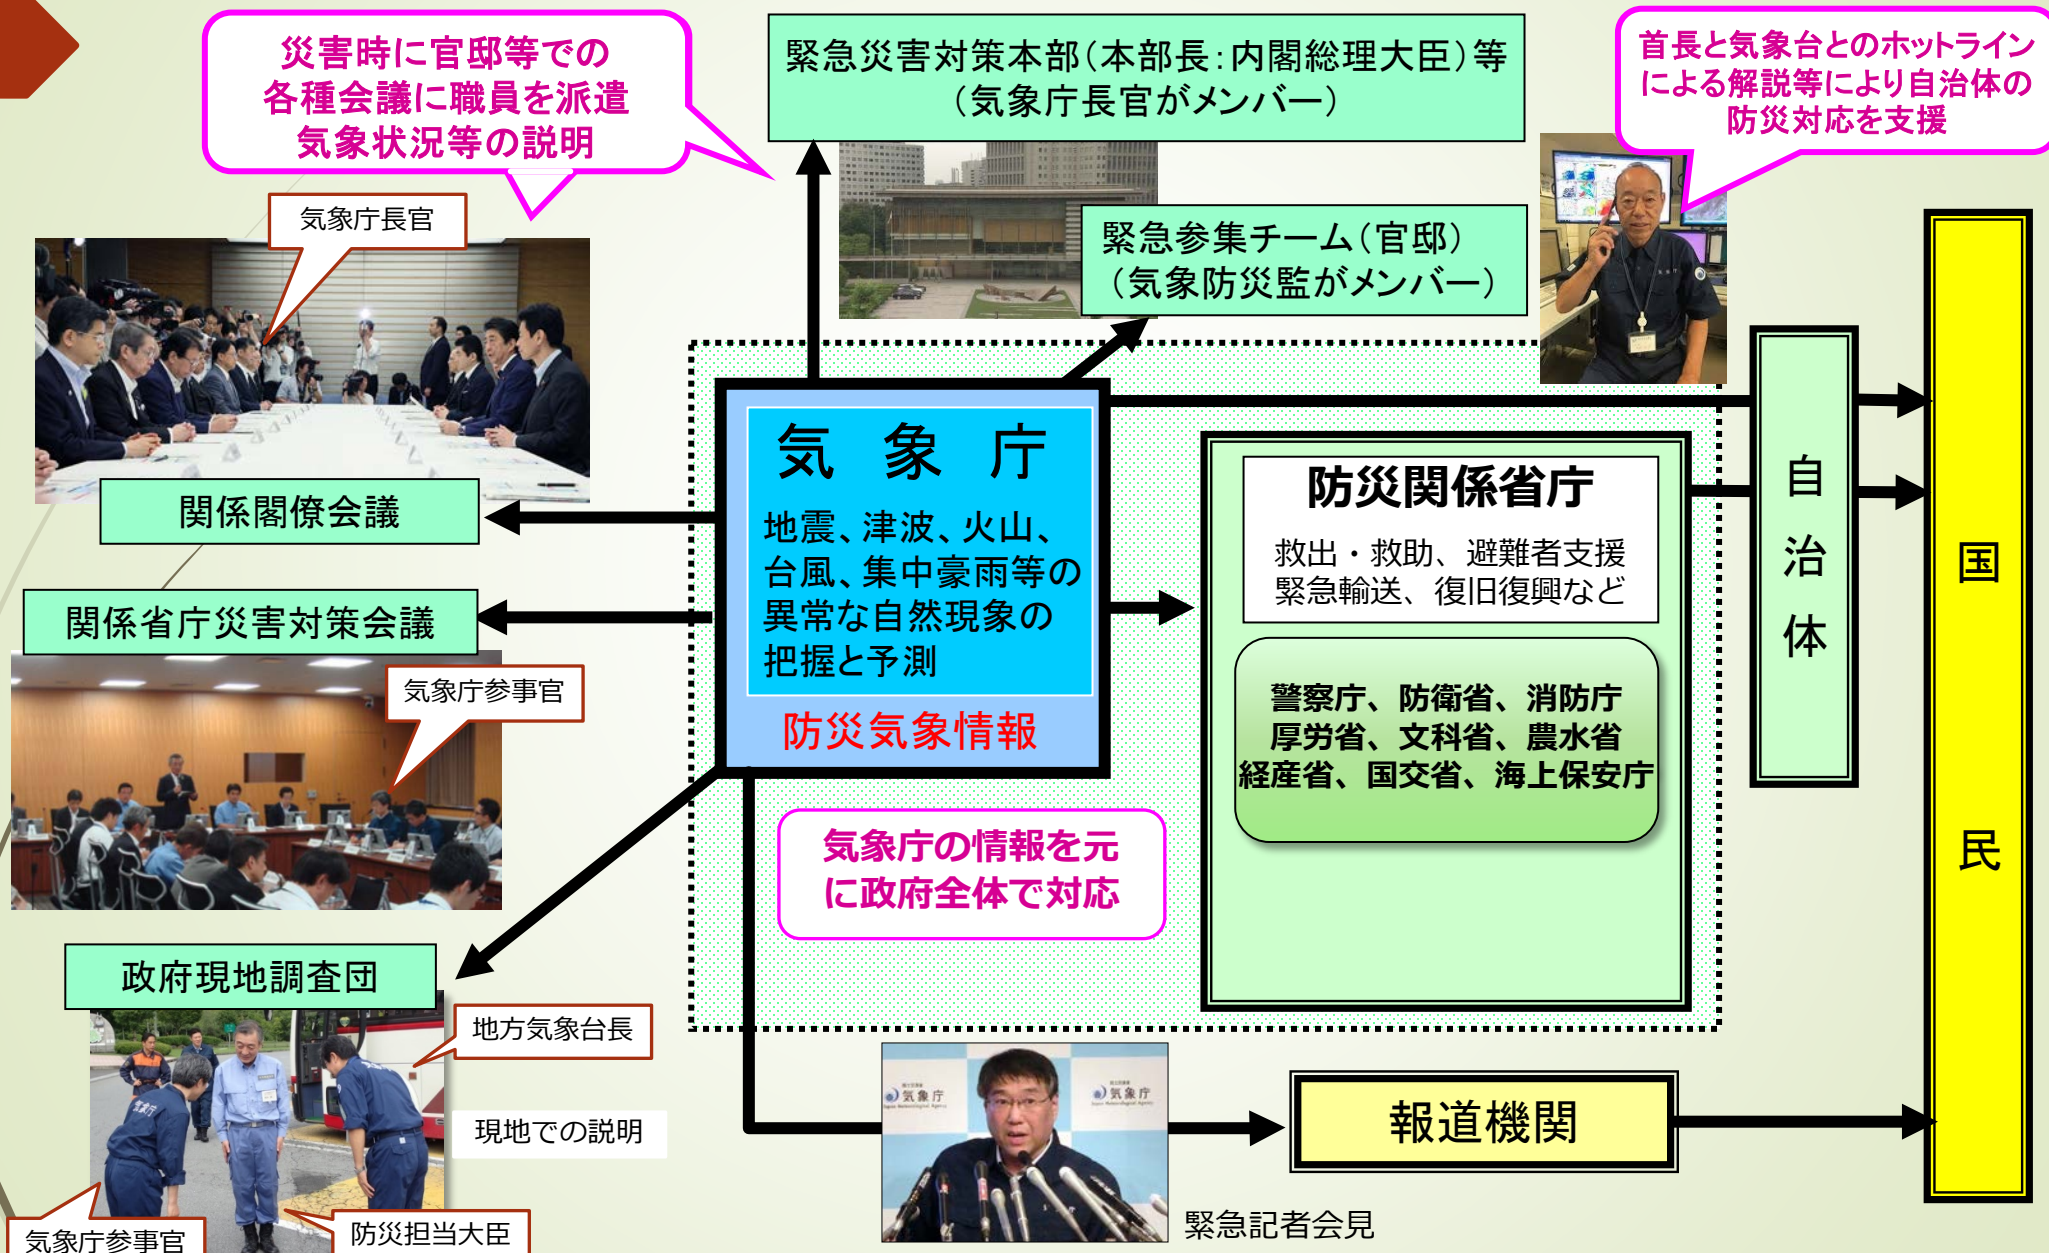 災害時に官邸等での
各種会議に職員を派遣
気象状況等の説明
緊急災害対策本部（本部長：内閣総理大臣）等
（気象庁長官がメンバー）
首長と気象台とのホットライン
による解説等により自治体の
防災対応を支援
気象庁長官
緊急参集チーム（官邸）
（気象防災監がメンバー）
関係閣僚会議
関係省庁災害対策会議
気象庁参事官
気象庁
地震、津波、火山、
台風、集中豪雨等の
異常な自然現象の
把握と予測
防災気象情報
防災関係省庁
救出・救助、避難者支援
緊急輸送、復旧復興など
警察庁、防衛省、消防庁
厚労省、文科省、農水省
経産省、国交省、海上保安庁
自治体
国民
気象庁の情報を元
に政府全体で対応
政府現地調査団
地方気象台長
現地での説明
気象庁
気象庁参事官
防災担当大臣
気象庁
気象庁
報道機関
緊急記者会見